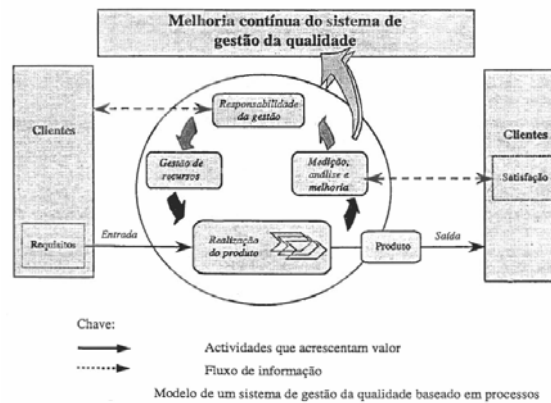 Melhoria contínua do sistema de
gestão da qualidade
Clientes
Responsabilidade
da gestão
Clientes
Gestão de
recursos
Medição,
análise e
melhoria
Satisfação
Requisitos
Entrada
Realização
do produto
Produto
Saída
Chave:
Actividades que acrescentam valor
Fluxo de informação
Modelo de um sistema de gestão da qualidade baseado em processos